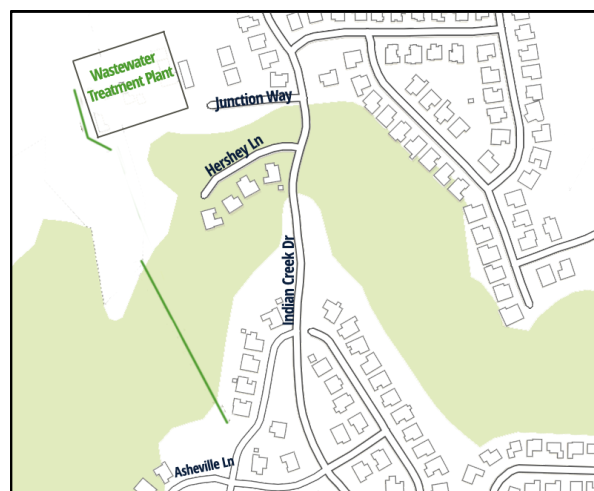 Wastewater
Treatment Plant
Junction Way
Hershey Ln
Indian Creek Dr
Asheville Ln